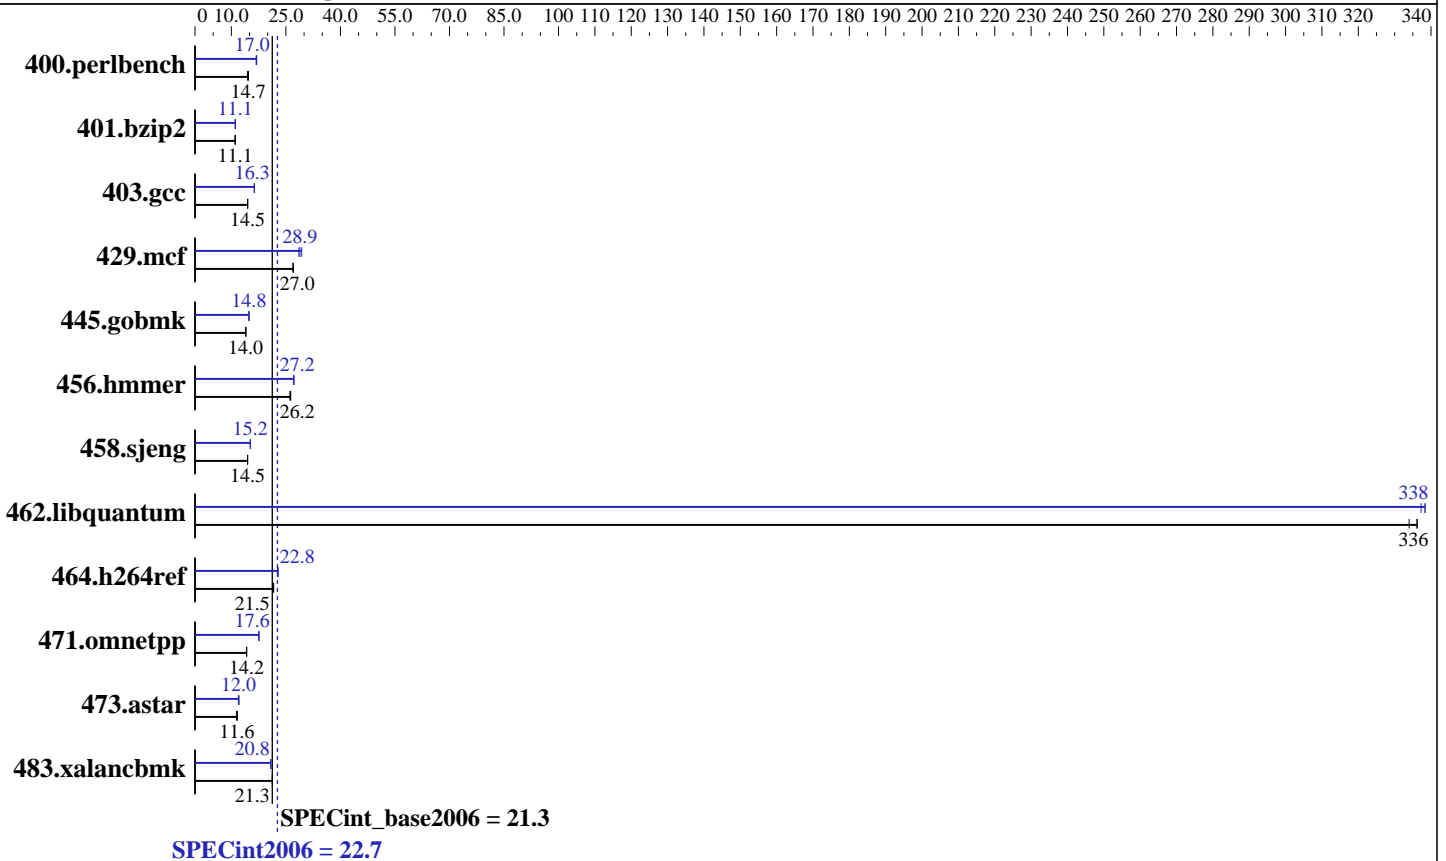 0 10.0 25.0 40.0 55.0 70.0 85.0 100 110 120 130 140 150 160 170 180 190 200 210 220 230 240 250 260 270 280 290 300 310 320 340
17.0
400.perlbench
14.7
11.1
401.bzip2
11.1
16.3
403.gcc
14.5
28.9
429.mcf
27.0
14.8
445.gobmk
14.0
27.2
456.hmmer
26.2
15.2
458.sjeng
14.5
338
462.libquantum
336
22.8
464.h264ref
21.5
17.6
471.omnetpp
14.2
12.0
473.astar
11.6
20.8
483.xalancbmk
21.3
SPECint_base2006 = 21.3
SPECint2006 = 22.7